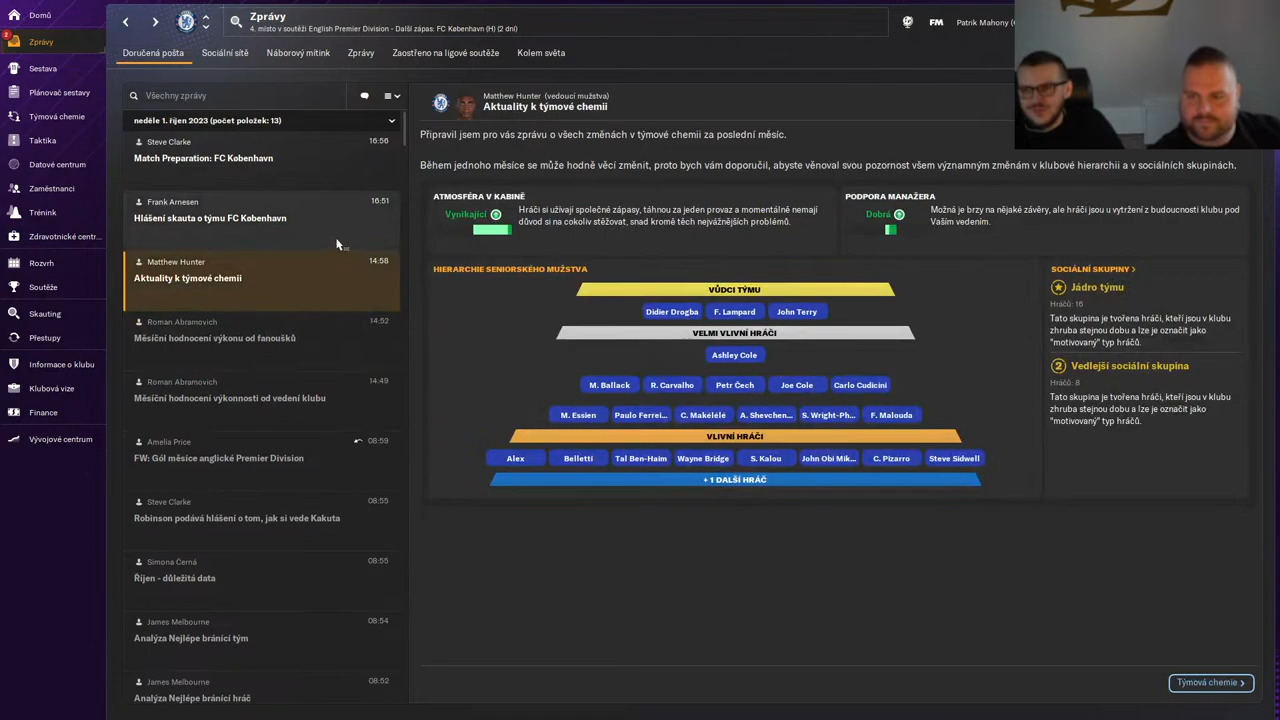 Domů
2
Zprávy
Sestava
Plánovač sestavy
Týmová chemie
Taktika
Datové centrum
Zaměstnanci
Trénink
Zdravotnické centr...
Rozvrh
Soutěže
Skauting
Přestupy
Informace o klubu
Klubová vize
Finance
Vývojové centrum
Zprávy
4. místo v soutěži English Premier Division - Další zápas: FC København (H) (2 dni)
FM
Patrik Mahony (
Doručená pošta
Sociální sítě
Náborový mítink
Zprávy
Zaostřeno na ligové soutěže
Kolem světa
Všechny zprávy
neděle 1. říjen 2023 (počet položek: 13)
Steve Clarke 16:56
Match Preparation: FC København
Frank Arnesen 16:51
Hlášení skauta o týmu FC København
Matthew Hunter 14:58
Aktuality k týmové chemii
Roman Abramovich 14:52
Měsíční hodnocení výkonu od fanoušků
Roman Abramovich 14:49
Měsíční hodnocení výkonnosti od vedení klubu
Amelia Price 08:59
FW: Gól měsíce anglické Premier Division
Steve Clarke 08:55
Robinson podává hlášení o tom, jak si vede Kakuta
Simona Černá 08:55
Říjen - důležitá data
James Melbourne 08:54
Analýza Nejlépe bránící tým
James Melbourne 08:52
Analýza Nejlépe bránící hráč
Matthew Hunter (vedoucí mužstva)
Aktuality k týmové chemii
Připravil jsem pro vás zprávu o všech změnách v týmové chemii za poslední měsíc.
Během jednoho měsíce se může hodně věcí změnit, proto bych vám doporučil, abyste věnoval svou pozornost všem významným změnám v klubové hierarchii a v sociálních skupinách.
ATMOSFÉRA V KABINĚ
Vynikající
Hráči si užívají společné zápasy, táhnou za jeden provaz a momentálně nemají
důvod si na cokoliv stěžovat, snad kromě těch nejvážnějších problémů.
PODPORA MANAŽERA
Dobrá
Možná je brzy na nějaké závěry, ale hráči jsou u vytržení z budoucnosti klubu pod
Vaším vedením.
HIERARCHIE SENIORSKÉHO MUŽSTVA
VŮDCI TÝMU
Didier Drogba F. Lampard John Terry
VELMI VLIVNÍ HRÁČI
Ashley Cole
M. Ballack R. Carvalho Petr Čech Joe Cole Carlo Cudicini
M. Essien Paulo Ferrei... C. Makélélé A. Shevchen... S. Wright-Ph... F. Malouda
VLIVNÍ HRÁČI
Alex Belletti Tal Ben-Haim Wayne Bridge S. Kalou John Obi Mik... C. Pizarro Steve Sidwell
+ 1 DALŠÍ HRÁČ
SOCIÁLNÍ SKUPINY >
Jádro týmu
Hráčů: 16
Tato skupina je tvořena hráči, kteří jsou v klubu
zhruba stejnou dobu a lze je označit jako
"motivovaný" typ hráčů.
2 Vedlejší sociální skupina
Hráčů: 8
Tato skupina je tvořena hráči, kteří jsou v klubu
zhruba stejnou dobu a lze je označit jako
"motivovaný" typ hráčů.
Týmová chemie >